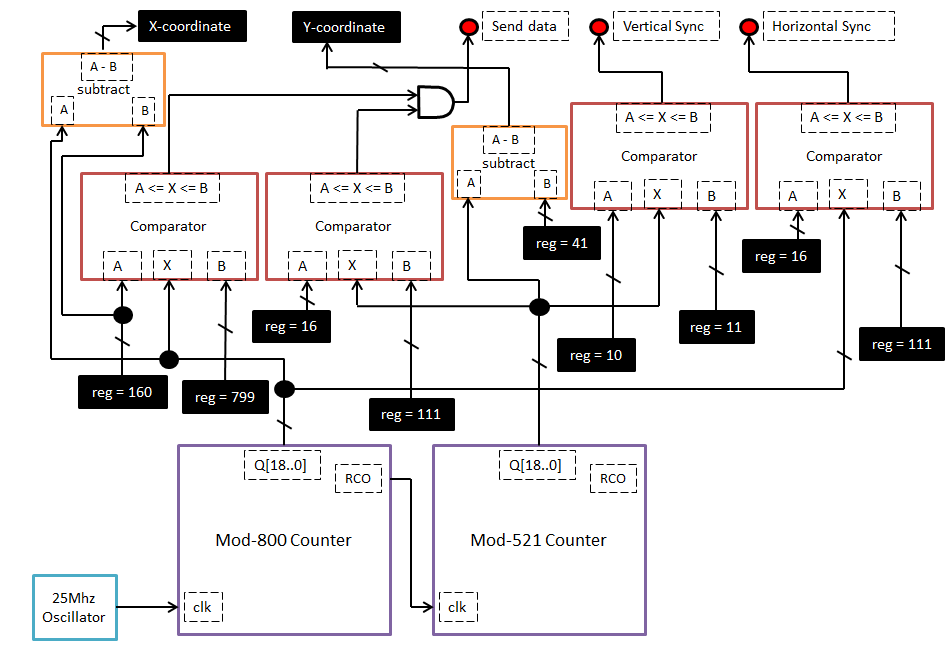 X-coordinate
Y-coordinate
Send data
Vertical Sync
Horizontal Sync
A - B
subtract
A
B
A <= X <= B
Comparator
A
X
B
A <= X <= B
Comparator
A
X
B
A - B
subtract
A
B
A <= X <= B
Comparator
A
X
B
A <= X <= B
Comparator
A
X
B
reg = 41
reg = 16
reg = 16
reg = 11
reg = 10
reg = 111
reg = 160
reg = 799
reg = 111
Q[18..0]
RCO
Mod-800 Counter
clk
Q[18..0]
RCO
Mod-521 Counter
clk
25Mhz
Oscillator